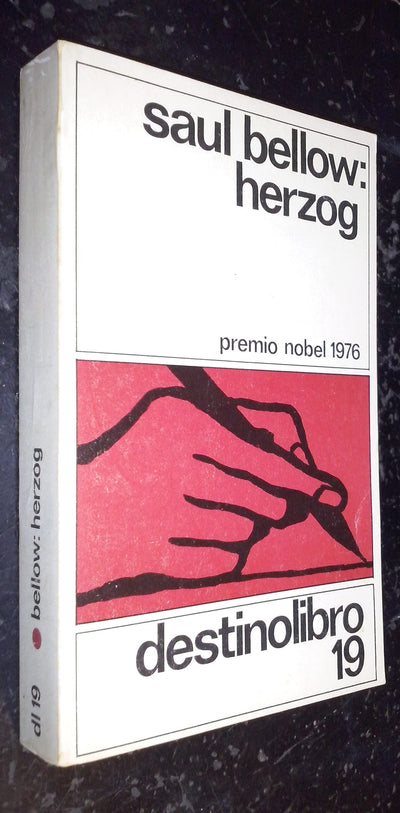 saul bellow:
herzog
premio nobel 1976
destinolibro
19
dl 19 bellow: herzog